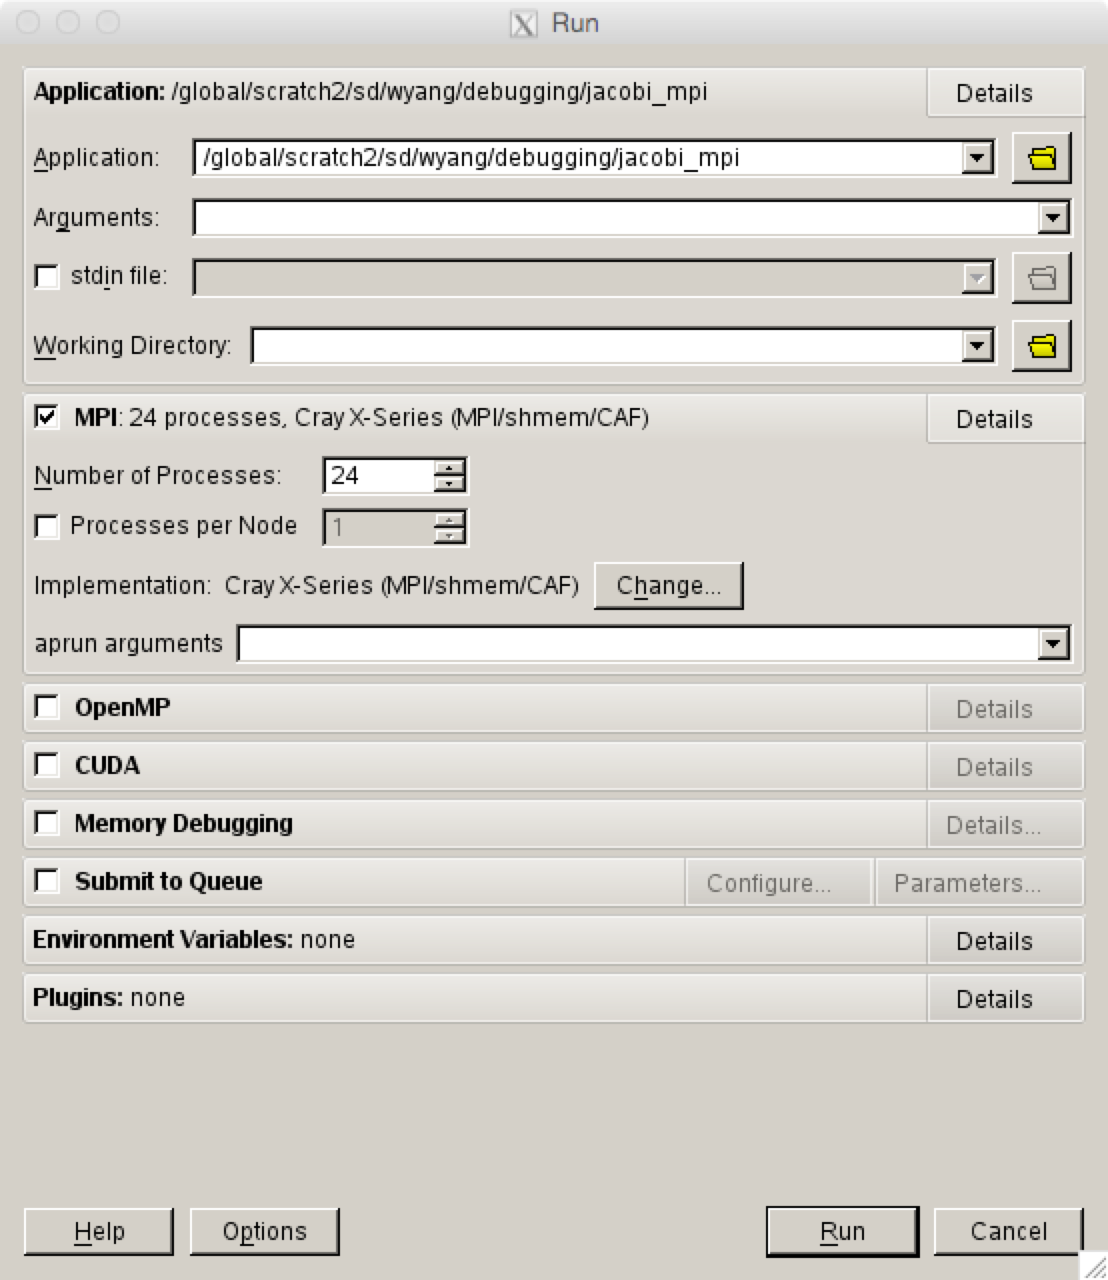 X Run
Application: /global/scratch2/sd/wyang/debugging/jacobi_mpi Details
Application: /global/scratch2/sd/wyang/debugging/jacobi_mpi
Arguments:
stdin file:
Working Directory:
MPI: 24 processes, Cray X-Series (MPI/shmem/CAF) Details
Number of Processes: 24
Processes per Node 1
Implementation: Cray X-Series (MPI/shmem/CAF) Change...
aprun arguments
OpenMP Details
CUDA Details
Memory Debugging Details...
Submit to Queue Configure... Parameters...
Environment Variables: none Details
Plugins: none Details
Help Options Run Cancel